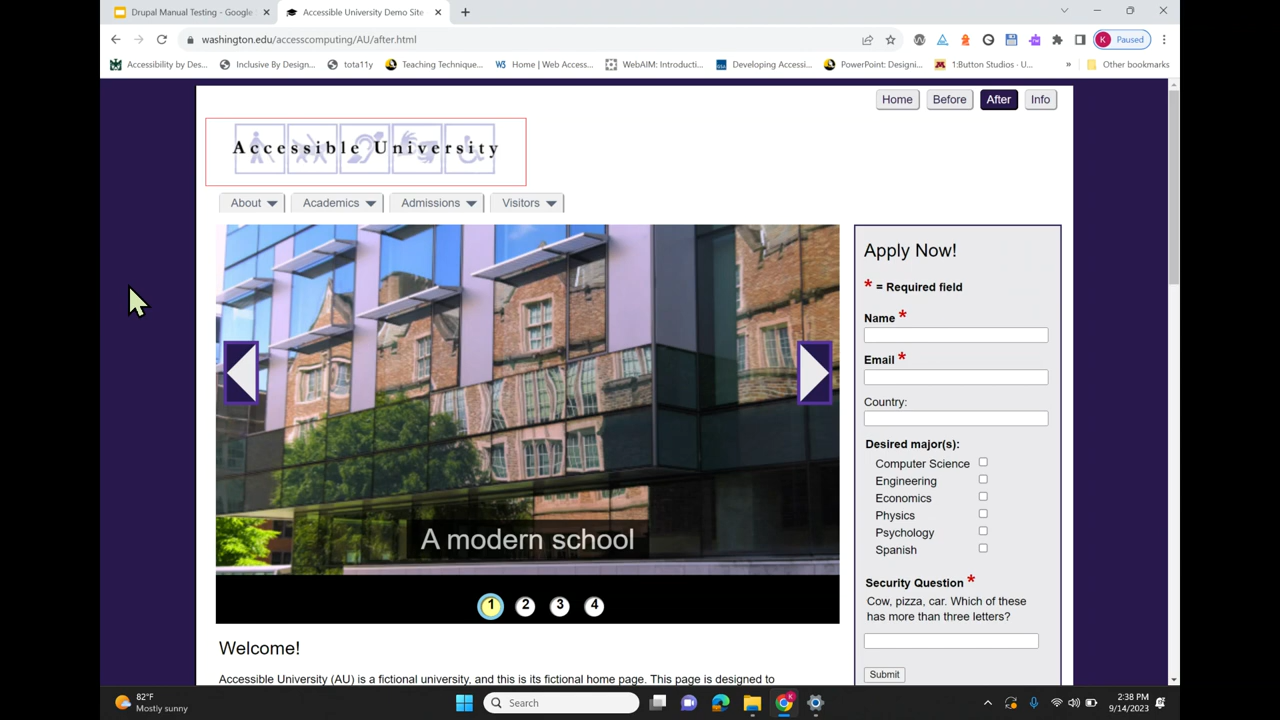 Drupal Manual Testing - Google
Accessible University Demo Site
washington.edu/accesscomputing/AU/after.html
K Paused
Accessibility by Des...
Inclusive By Design...
tota11y
Teaching Technique...
Home | Web Access...
WebAIM: Introducti...
Developing Accessi...
PowerPoint: Designi...
1:Button Studios - U...
»
Other bookmarks
Home
Before
After
Info
Accessible University
About
Academics
Admissions
Visitors
A modern school
1 2 3 4
Apply Now!
* = Required field
Name *
Email *
Country:
Desired major(s):
Computer Science
Engineering
Economics
Physics
Psychology
Spanish
Security Question *
Cow, pizza, car. Which of these
has more than three letters?
Submit
Welcome!
Accessible University (AU) is a fictional university, and this is its fictional home page. This page is designed to
82°F
Mostly sunny
Search
2:38 PM
9/14/2023